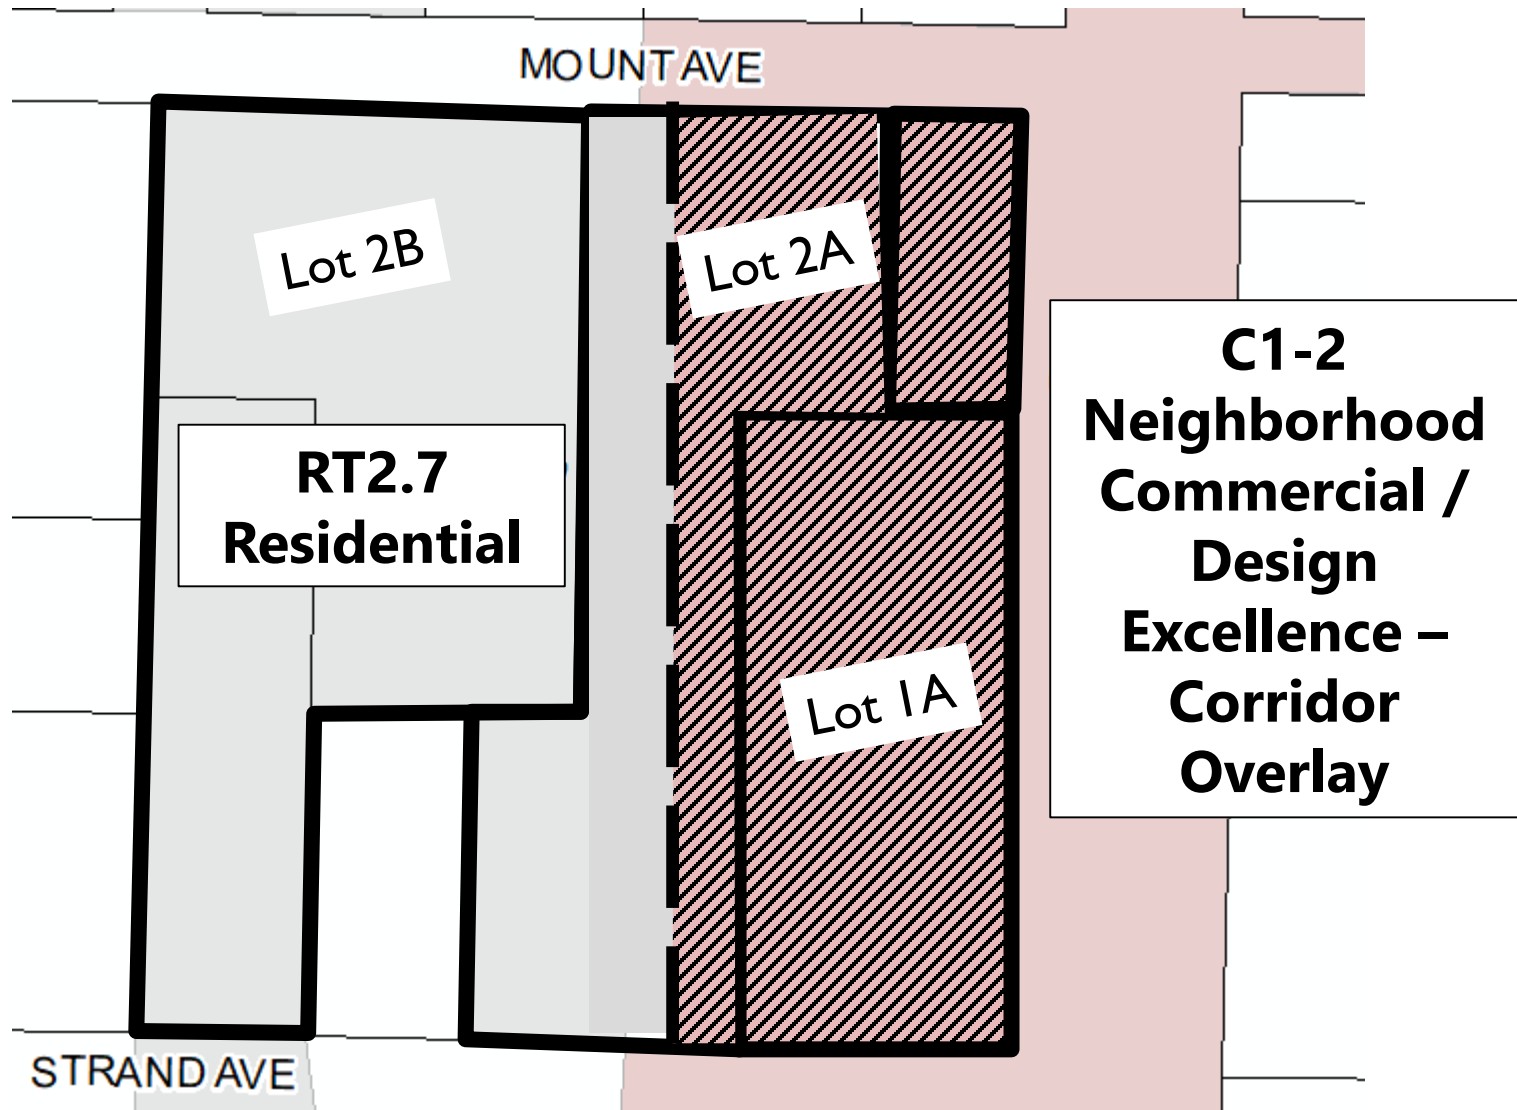 MOUNT AVE
Lot 2B
Lot 2A
RT2.7
Residential
C1-2
Neighborhood
Commercial /
Design
Excellence –
Corridor
Overlay
Lot 1A
STRAND AVE